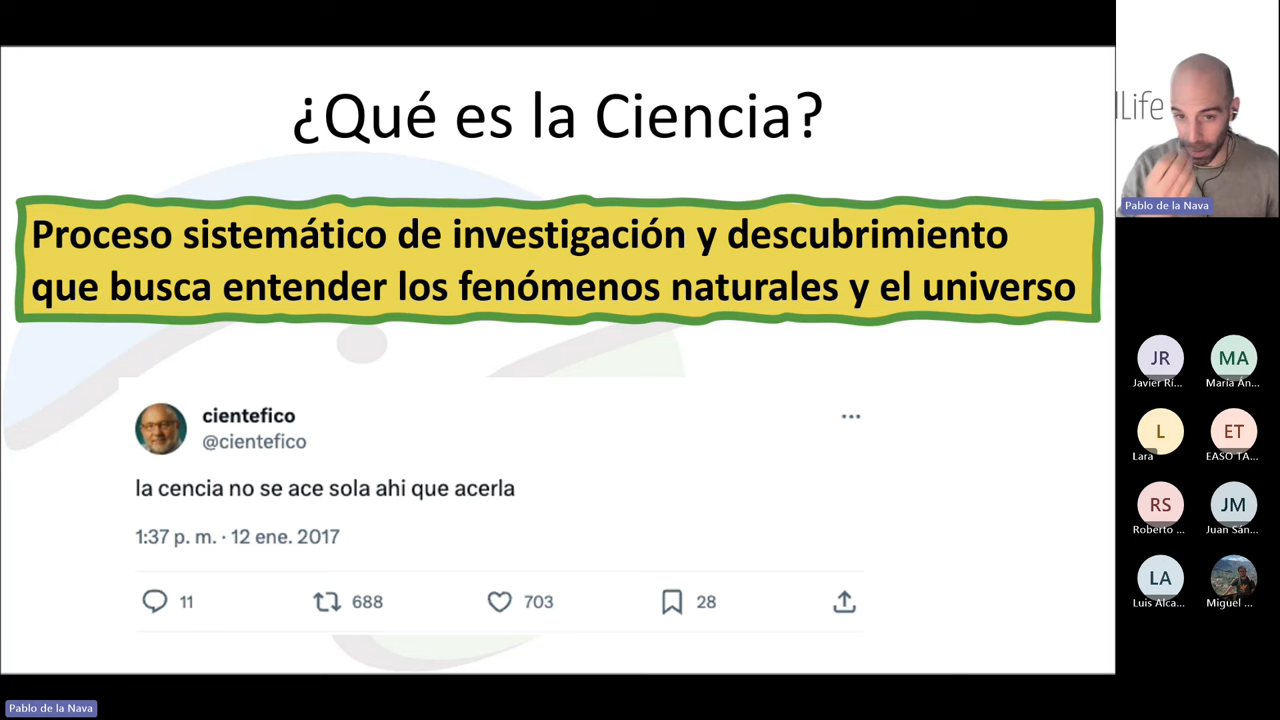 ¿Qué es la Ciencia?
Proceso sistemático de investigación y descubrimiento
que busca entender los fenómenos naturales y el universo
cientefico
@cientefico
la cencia no se ace sola ahi que acerla
1:37 p. m. · 12 ene. 2017
11 688 703 28
Life
Pablo de la Nava
JR MA
Javier Rí... María Án...
L ET
Lara EASO TA...
RS JM
Roberto ... Juan Sán...
LA
Luis Alca... Miguel ...
Pablo de la Nava